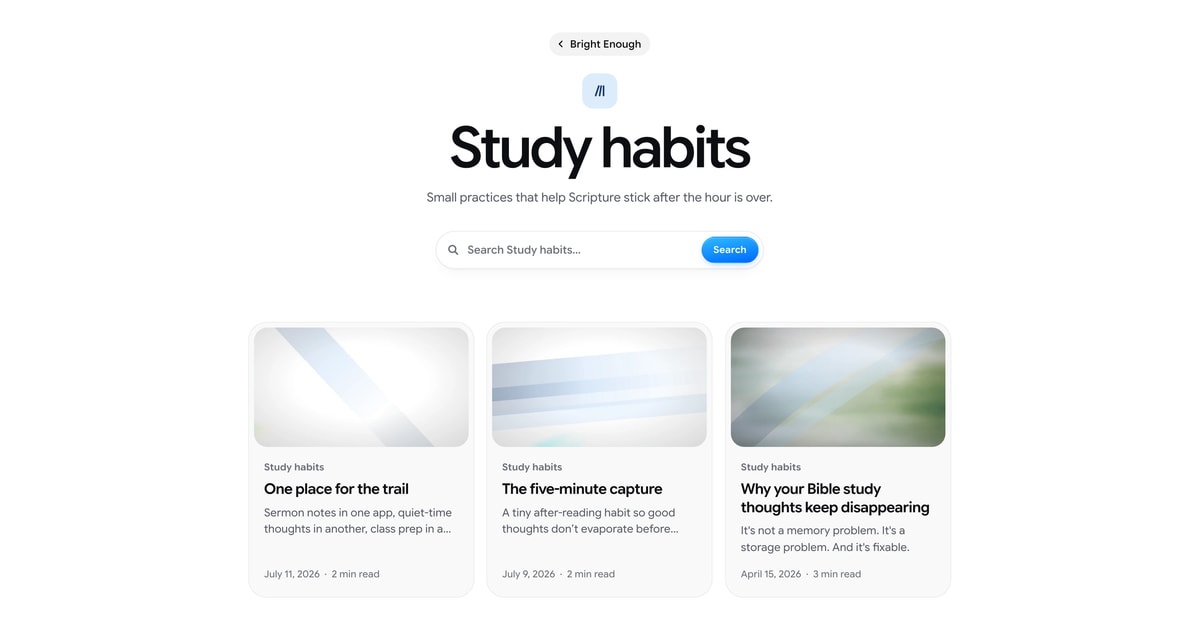 Bright Enough
Study habits
Small practices that help Scripture stick after the hour is over.
Search Study habits...
Search
Study habits
One place for the trail
Sermon notes in one app, quiet-time
thoughts in another, class prep in a...
July 11, 2026 · 2 min read
Study habits
The five-minute capture
A tiny after-reading habit so good
thoughts don't evaporate before...
July 9, 2026 · 2 min read
Study habits
Why your Bible study
thoughts keep disappearing
It's not a memory problem. It's a
storage problem. And it's fixable.
April 15, 2026 · 3 min read